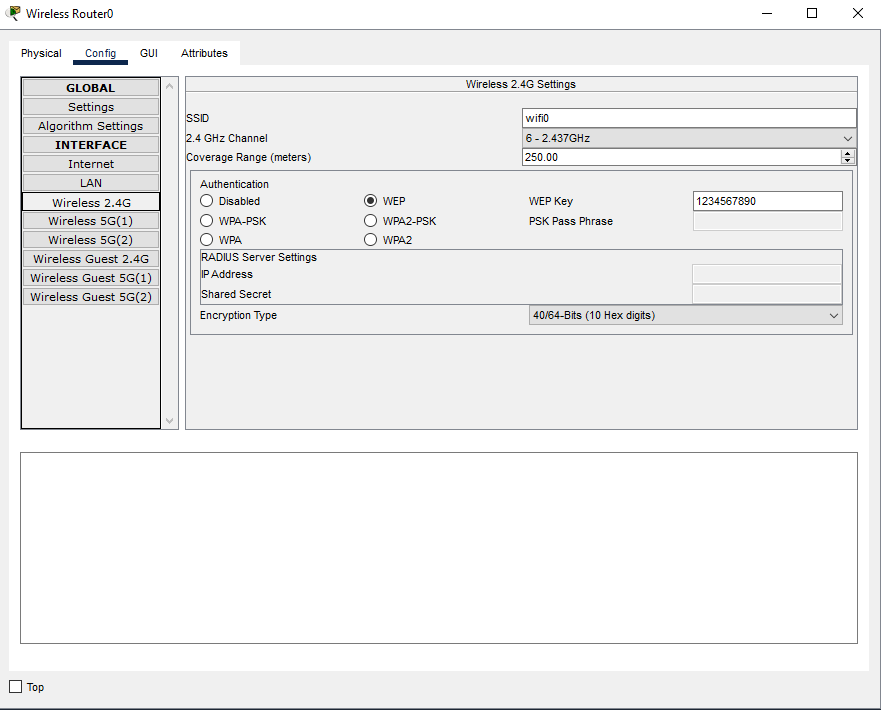 Wireless Router0
Physical Config GUI Attributes
GLOBAL
Settings
Algorithm Settings
INTERFACE
Internet
LAN
Wireless 2.4G
Wireless 5G(1)
Wireless 5G(2)
Wireless Guest 2.4G
Wireless Guest 5G(1)
Wireless Guest 5G(2)
Wireless 2.4G Settings
SSID wifi0
2.4 GHz Channel 6 - 2.437GHz
Coverage Range (meters) 250.00
Authentication
Disabled WEP WEP Key 1234567890
WPA-PSK WPA2-PSK PSK Pass Phrase
WPA WPA2
RADIUS Server Settings
IP Address
Shared Secret
Encryption Type 40/64-Bits (10 Hex digits)
Top